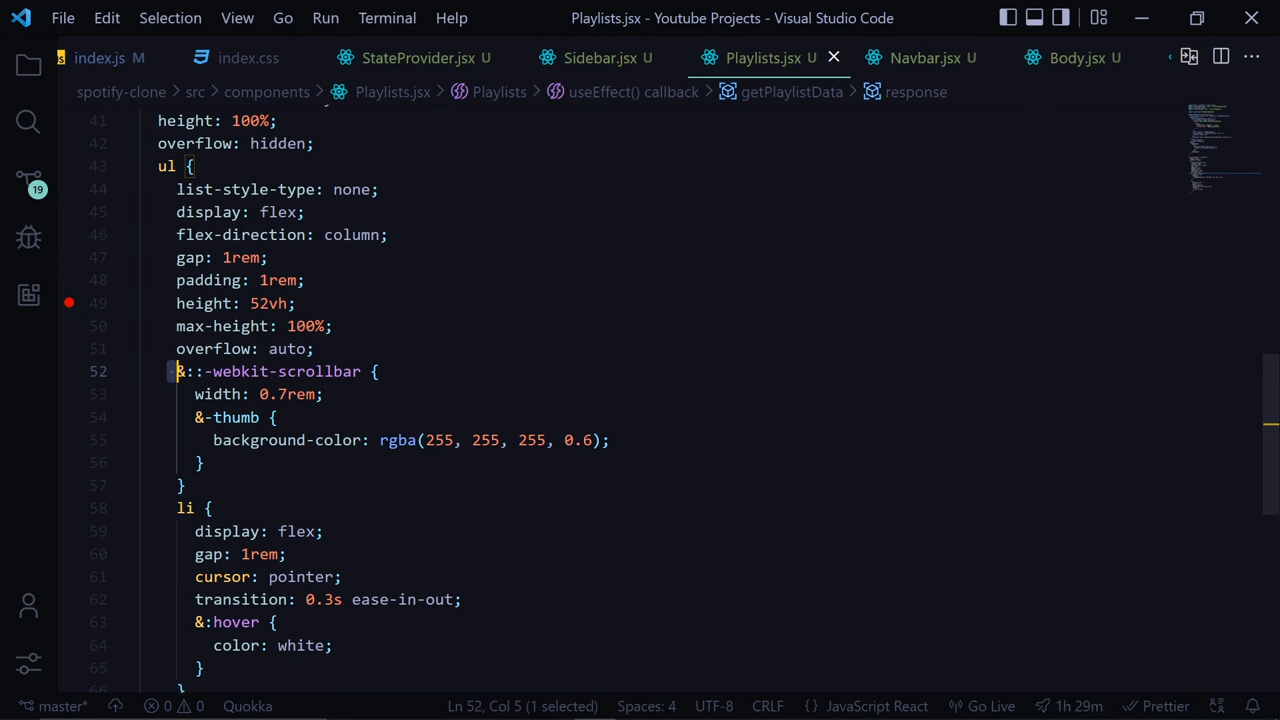 File Edit Selection View Go Run Terminal Help Playlists.jsx - Youtube Projects - Visual Studio Code
index.js M index.css StateProvider.jsx U Sidebar.jsx U Playlists.jsx U Navbar.jsx U Body.jsx U
spotify-clone > src > components > Playlists.jsx > Playlists > useEffect() callback > getPlaylistData > response
41 height: 100%;
42 overflow: hidden;
43 ul {
44 list-style-type: none;
45 display: flex;
46 flex-direction: column;
47 gap: 1rem;
48 padding: 1rem;
49 height: 52vh;
50 max-height: 100%;
51 overflow: auto;
52 &::-webkit-scrollbar {
53 width: 0.7rem;
54 &-thumb {
55 background-color: rgba(255, 255, 255, 0.6);
56 }
57 }
58 li {
59 display: flex;
60 gap: 1rem;
61 cursor: pointer;
62 transition: 0.3s ease-in-out;
63 &:hover {
64 color: white;
65 }
66 }
19
master* 0 0 Quokka Ln 52, Col 5 (1 selected) Spaces: 4 UTF-8 CRLF {} JavaScript React Go Live 1h 29m Prettier